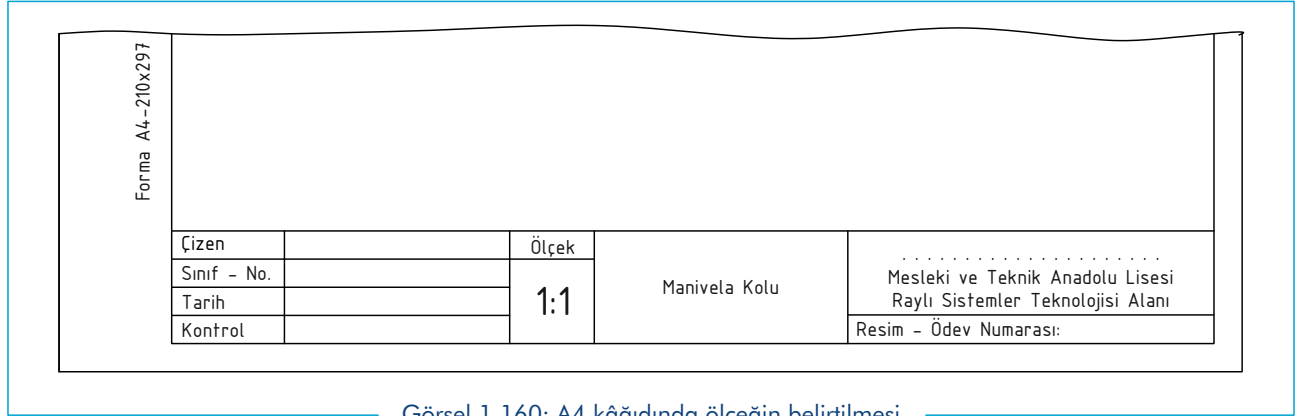 Forma A4-210x297
Çizen
Sınıf - No.
Tarih
Kontrol
Ölçek
1:1
Manivela Kolu
. . . . . . . . . . . . . . . . . . . . . .
Mesleki ve Teknik Anadolu Lisesi
Raylı Sistemler Teknolojisi Alanı
Resim - Ödev Numarası:
Görsel 1.160: A4 kâğıdında ölçeğin belirtilmesi